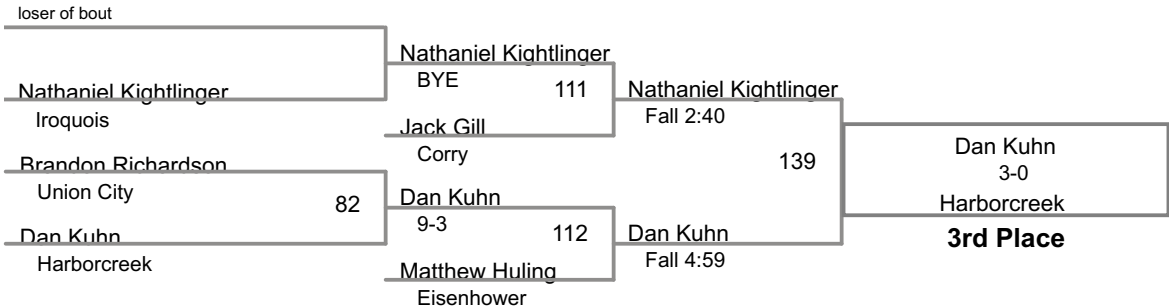 loser of bout
Nathaniel Kightlinger
BYE
111
Nathaniel Kightlinger
Iroquois
Nathaniel Kightlinger
Fall 2:40
Jack Gill
Corry
Brandon Richardson
Union City
82
139
Dan Kuhn
3-0
Harborcreek
3rd Place
Dan Kuhn
9-3
112
Dan Kuhn
Harborcreek
Dan Kuhn
Fall 4:59
Matthew Huling
Eisenhower